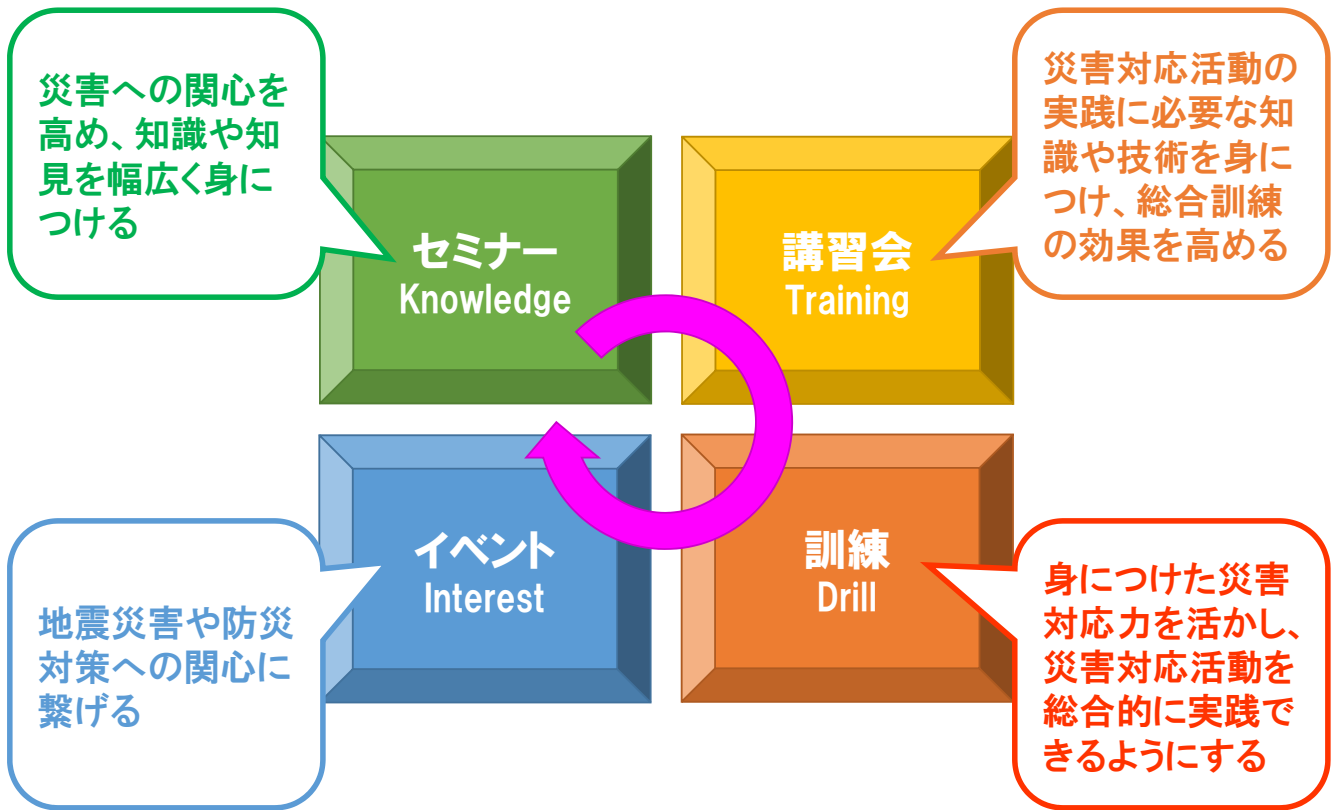 災害への関心を
高め、知識や知
見を幅広く身に
つける
セミナー
Knowledge
災害対応活動の
実践に必要な知
識や技術を身に
つけ、総合訓練
の効果を高める
講習会
Training
地震災害や防災
対策への関心に
繋げる
イベント
Interest
身につけた災害
対応力を活かし、
災害対応活動を
総合的に実践で
きるようにする
訓練
Drill